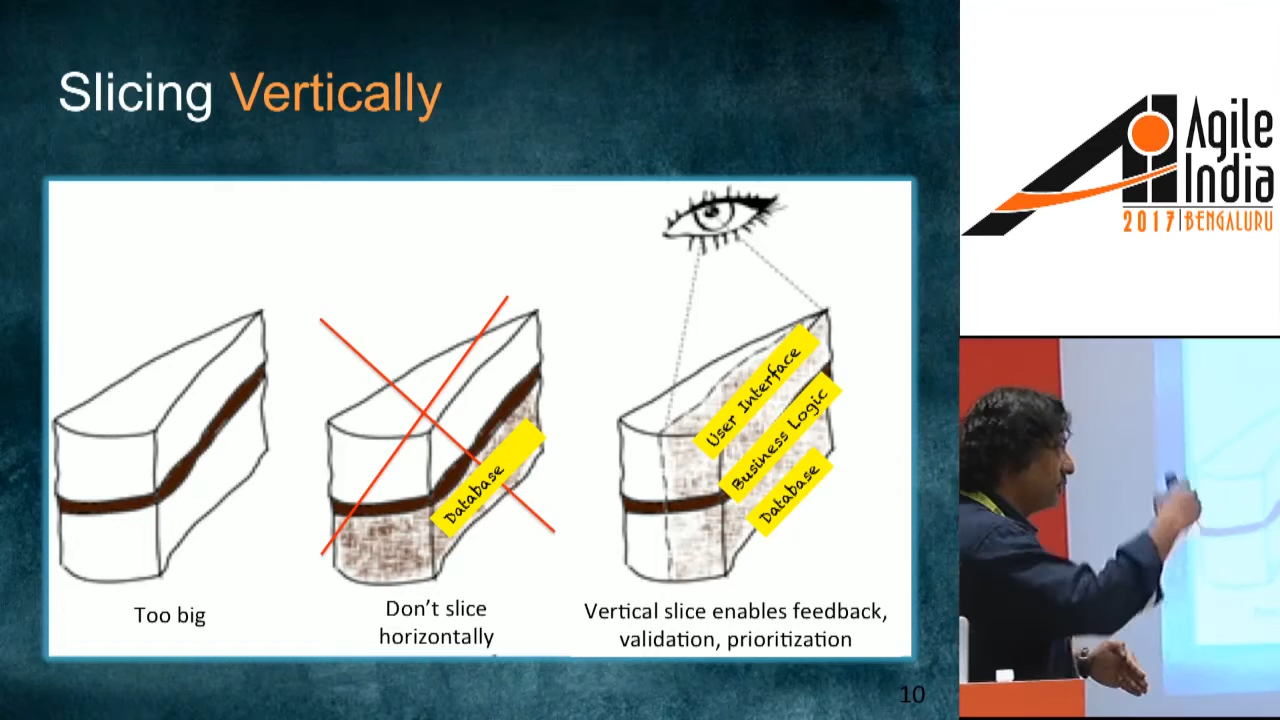 Slicing Vertically
Too big
Database
Don't slice
horizontally
User Interface
Business Logic
Database
Vertical slice enables feedback,
validation, prioritization
10
Agile
India
2017 | BENGALURU